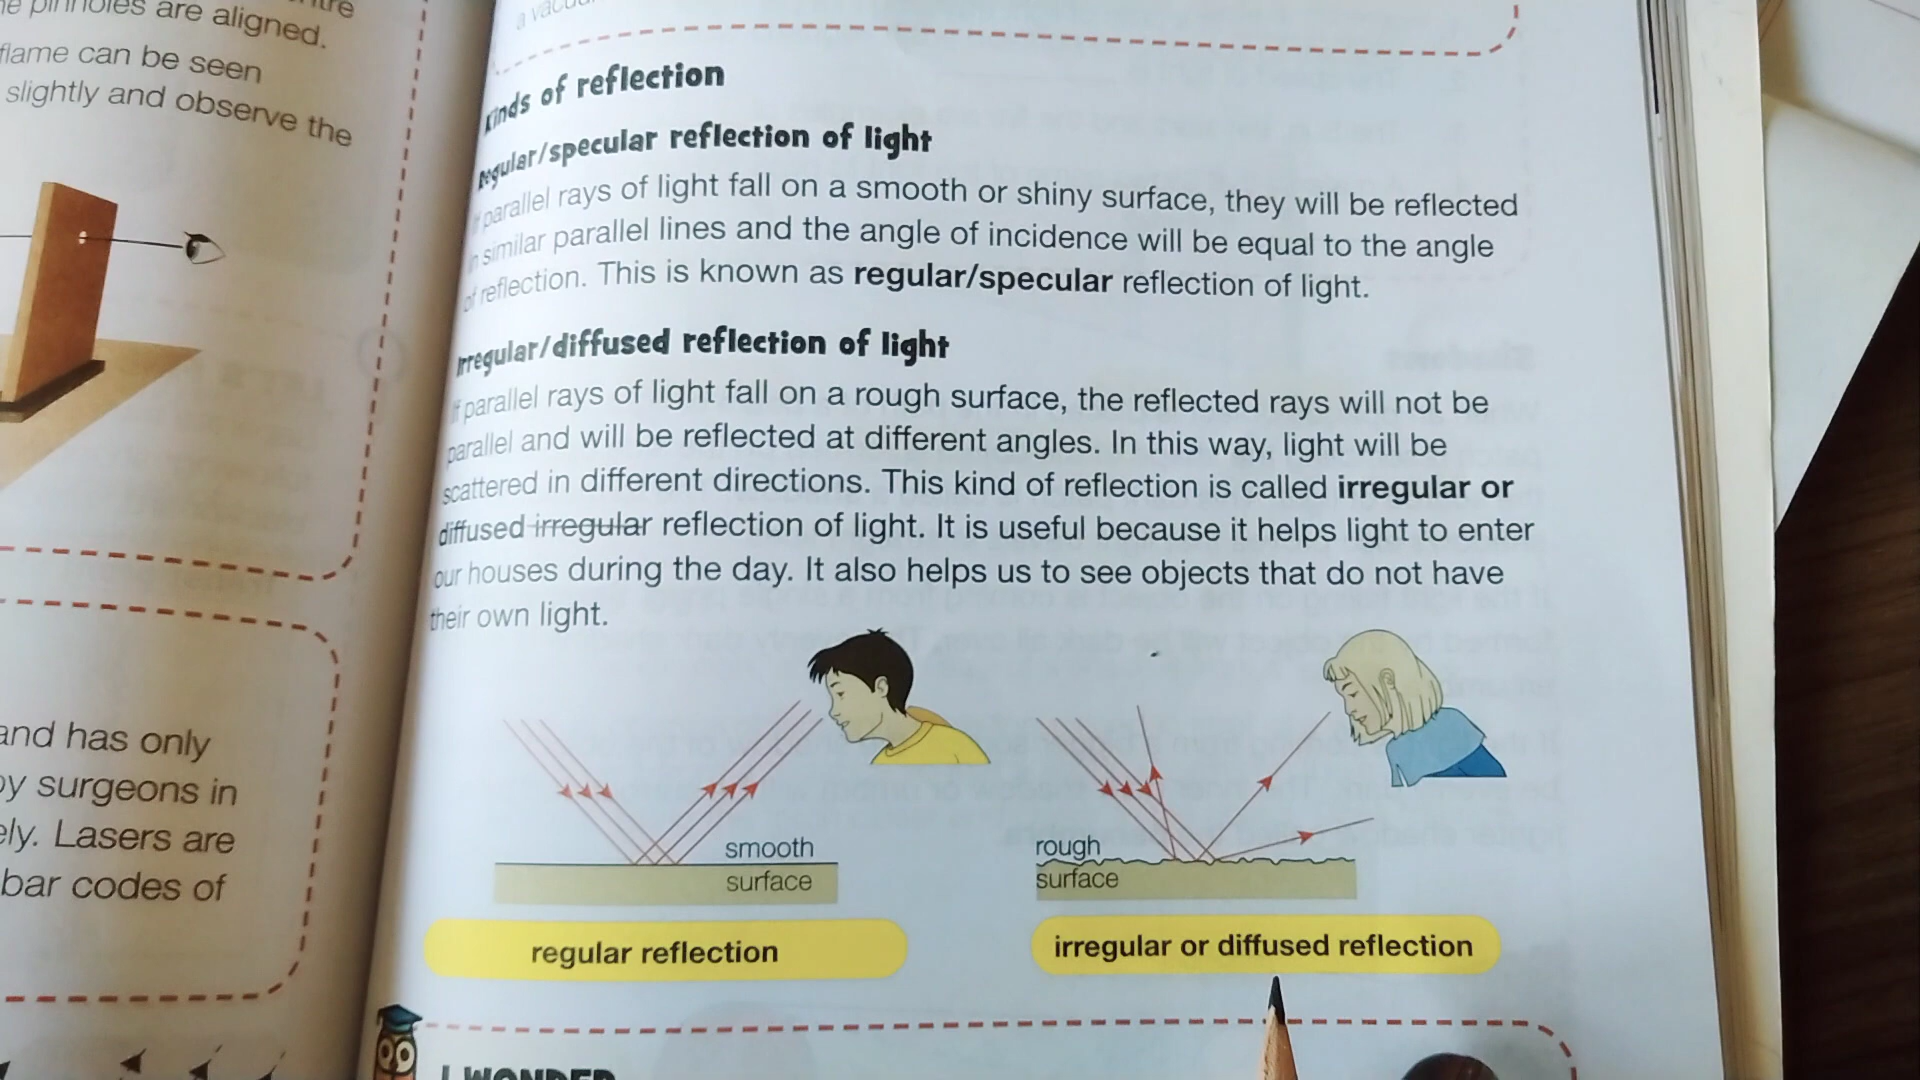 pinholes are aligned.
flame can be seen
slightly and observe the
and has only
by surgeons in
Lasers are
bar codes of
a
Kinds of reflection
Regular/specular reflection of light
If parallel rays of light fall on a smooth or shiny surface, they will be reflected
in similar parallel lines and the angle of incidence will be equal to the angle
of reflection. This is known as regular/specular reflection of light.
Irregular/diffused reflection of light
If parallel rays of light fall on a rough surface, the reflected rays will not be
parallel and will be reflected at different angles. In this way, light will be
scattered in different directions. This kind of reflection is called irregular or
diffused irregular reflection of light. It is useful because it helps light to enter
our houses during the day. It also helps us to see objects that do not have
their own light.
smooth
surface
rough
surface
regular reflection
irregular or diffused reflection
I WONDER